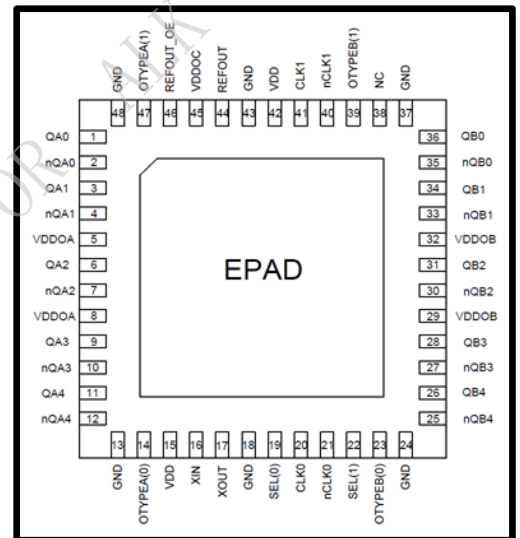 GND OTYPEA(1) REFOUT_OE VDDOC REFOUT GND VDD CLK1 nCLK1 OTYPEB(1) NC GND
48 47 46 45 44 43 42 41 40 39 38 37
QA0 1 36 QB0
nQA0 2 35 nQB0
QA1 3 34 QB1
nQA1 4 33 nQB1
VDDOA 5 32 VDDOB
QA2 6 31 QB2
nQA2 7 30 nQB2
VDDOA 8 29 VDDOB
QA3 9 28 QB3
nQA3 10 27 nQB3
QA4 11 26 QB4
nQA4 12 25 nQB4
EPAD
13 14 15 16 17 18 19 20 21 22 23 24
GND OTYPEA(0) VDD XIN XOUT GND SEL(0) CLK0 nCLK0 SEL(1) OTYPEB(0) GND
OR ALK